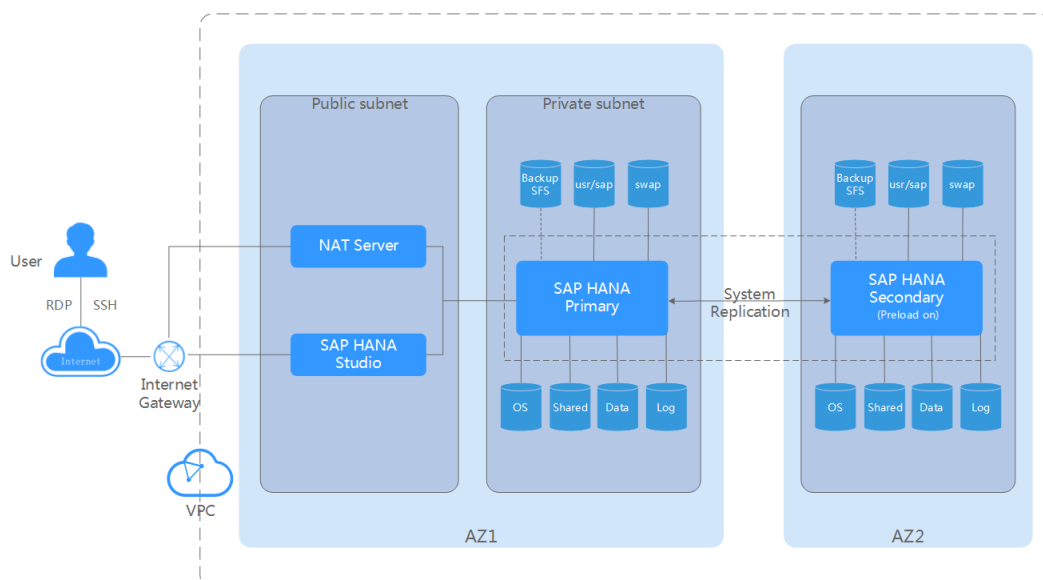 Public subnet
Private subnet
Backup
SFS
usr/sap
swap
Backup
SFS
usr/sap
swap
User
RDP
SSH
Internet
Internet
Gateway
VPC
NAT Server
SAP HANA
Studio
SAP HANA
Primary
System
Replication
SAP HANA
Secondary
(Preload on)
OS
Shared
Data
Log
OS
Shared
Data
Log
AZ1
AZ2